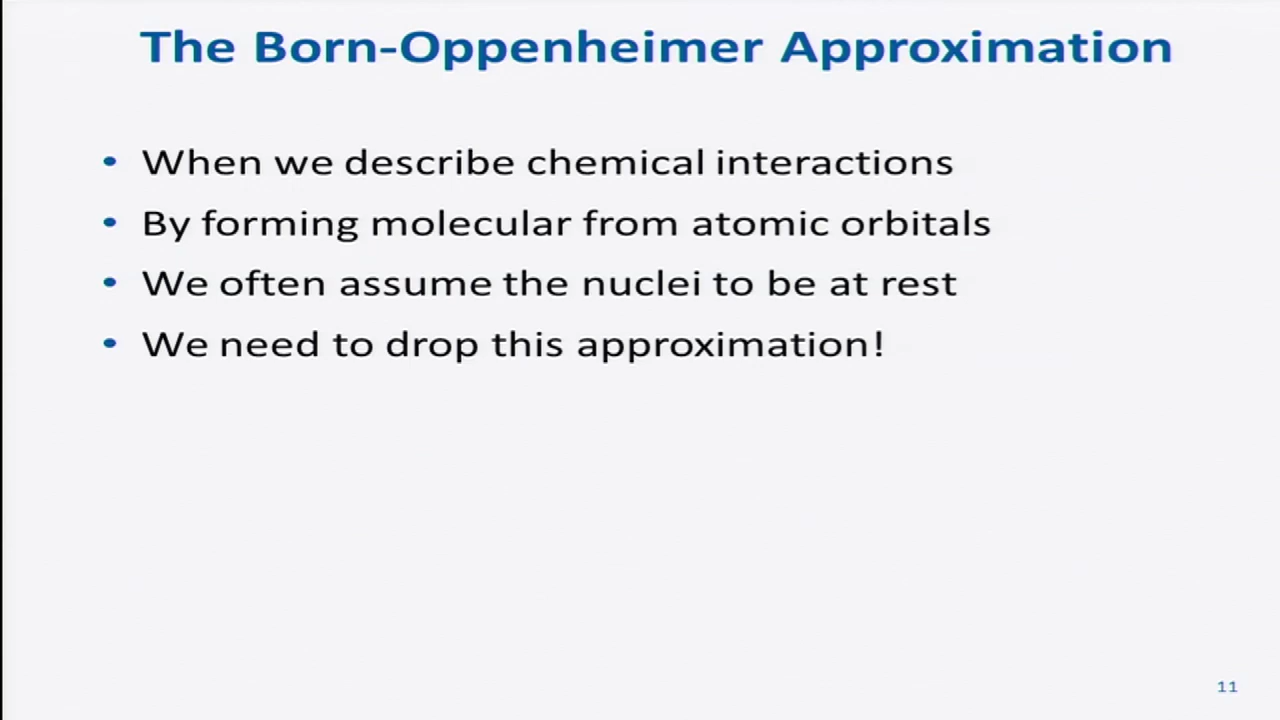 The Born-Oppenheimer Approximation
• When we describe chemical interactions
• By forming molecular from atomic orbitals
• We often assume the nuclei to be at rest
• We need to drop this approximation!
11